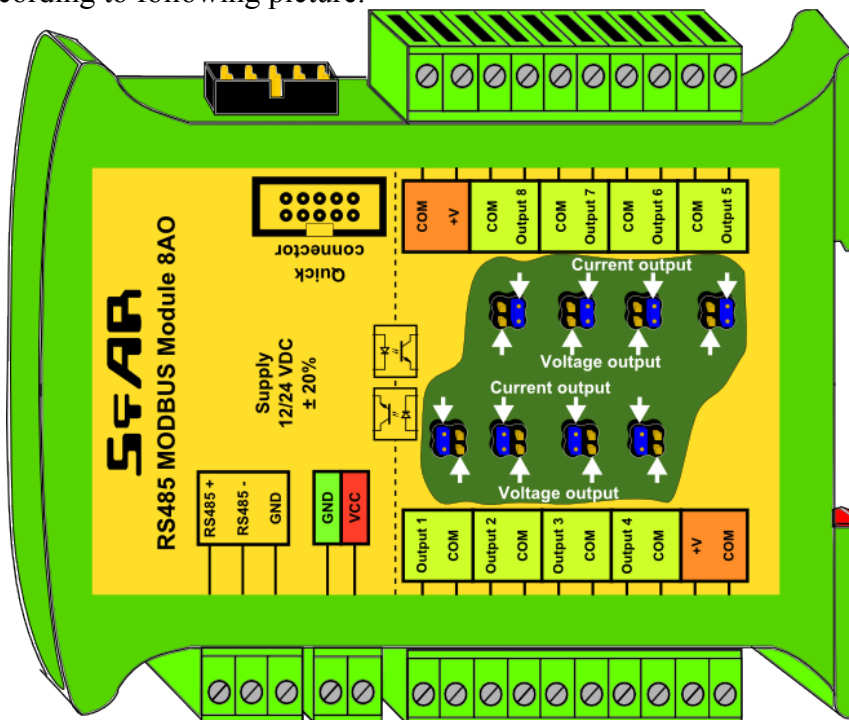 cording to following picture.
SFAR
RS485 MODBUS Module 8AO
Quick
connector
Supply
12/24 VDC
± 20%
RS485 +
RS485 -
GND
GND
VCC
COM
+V
COM
Output 8
COM
Output 7
COM
Output 6
COM
Output 5
Current output
Voltage output
Current output
Voltage output
Output 1
COM
Output 2
COM
Output 3
COM
Output 4
COM
+V
COM